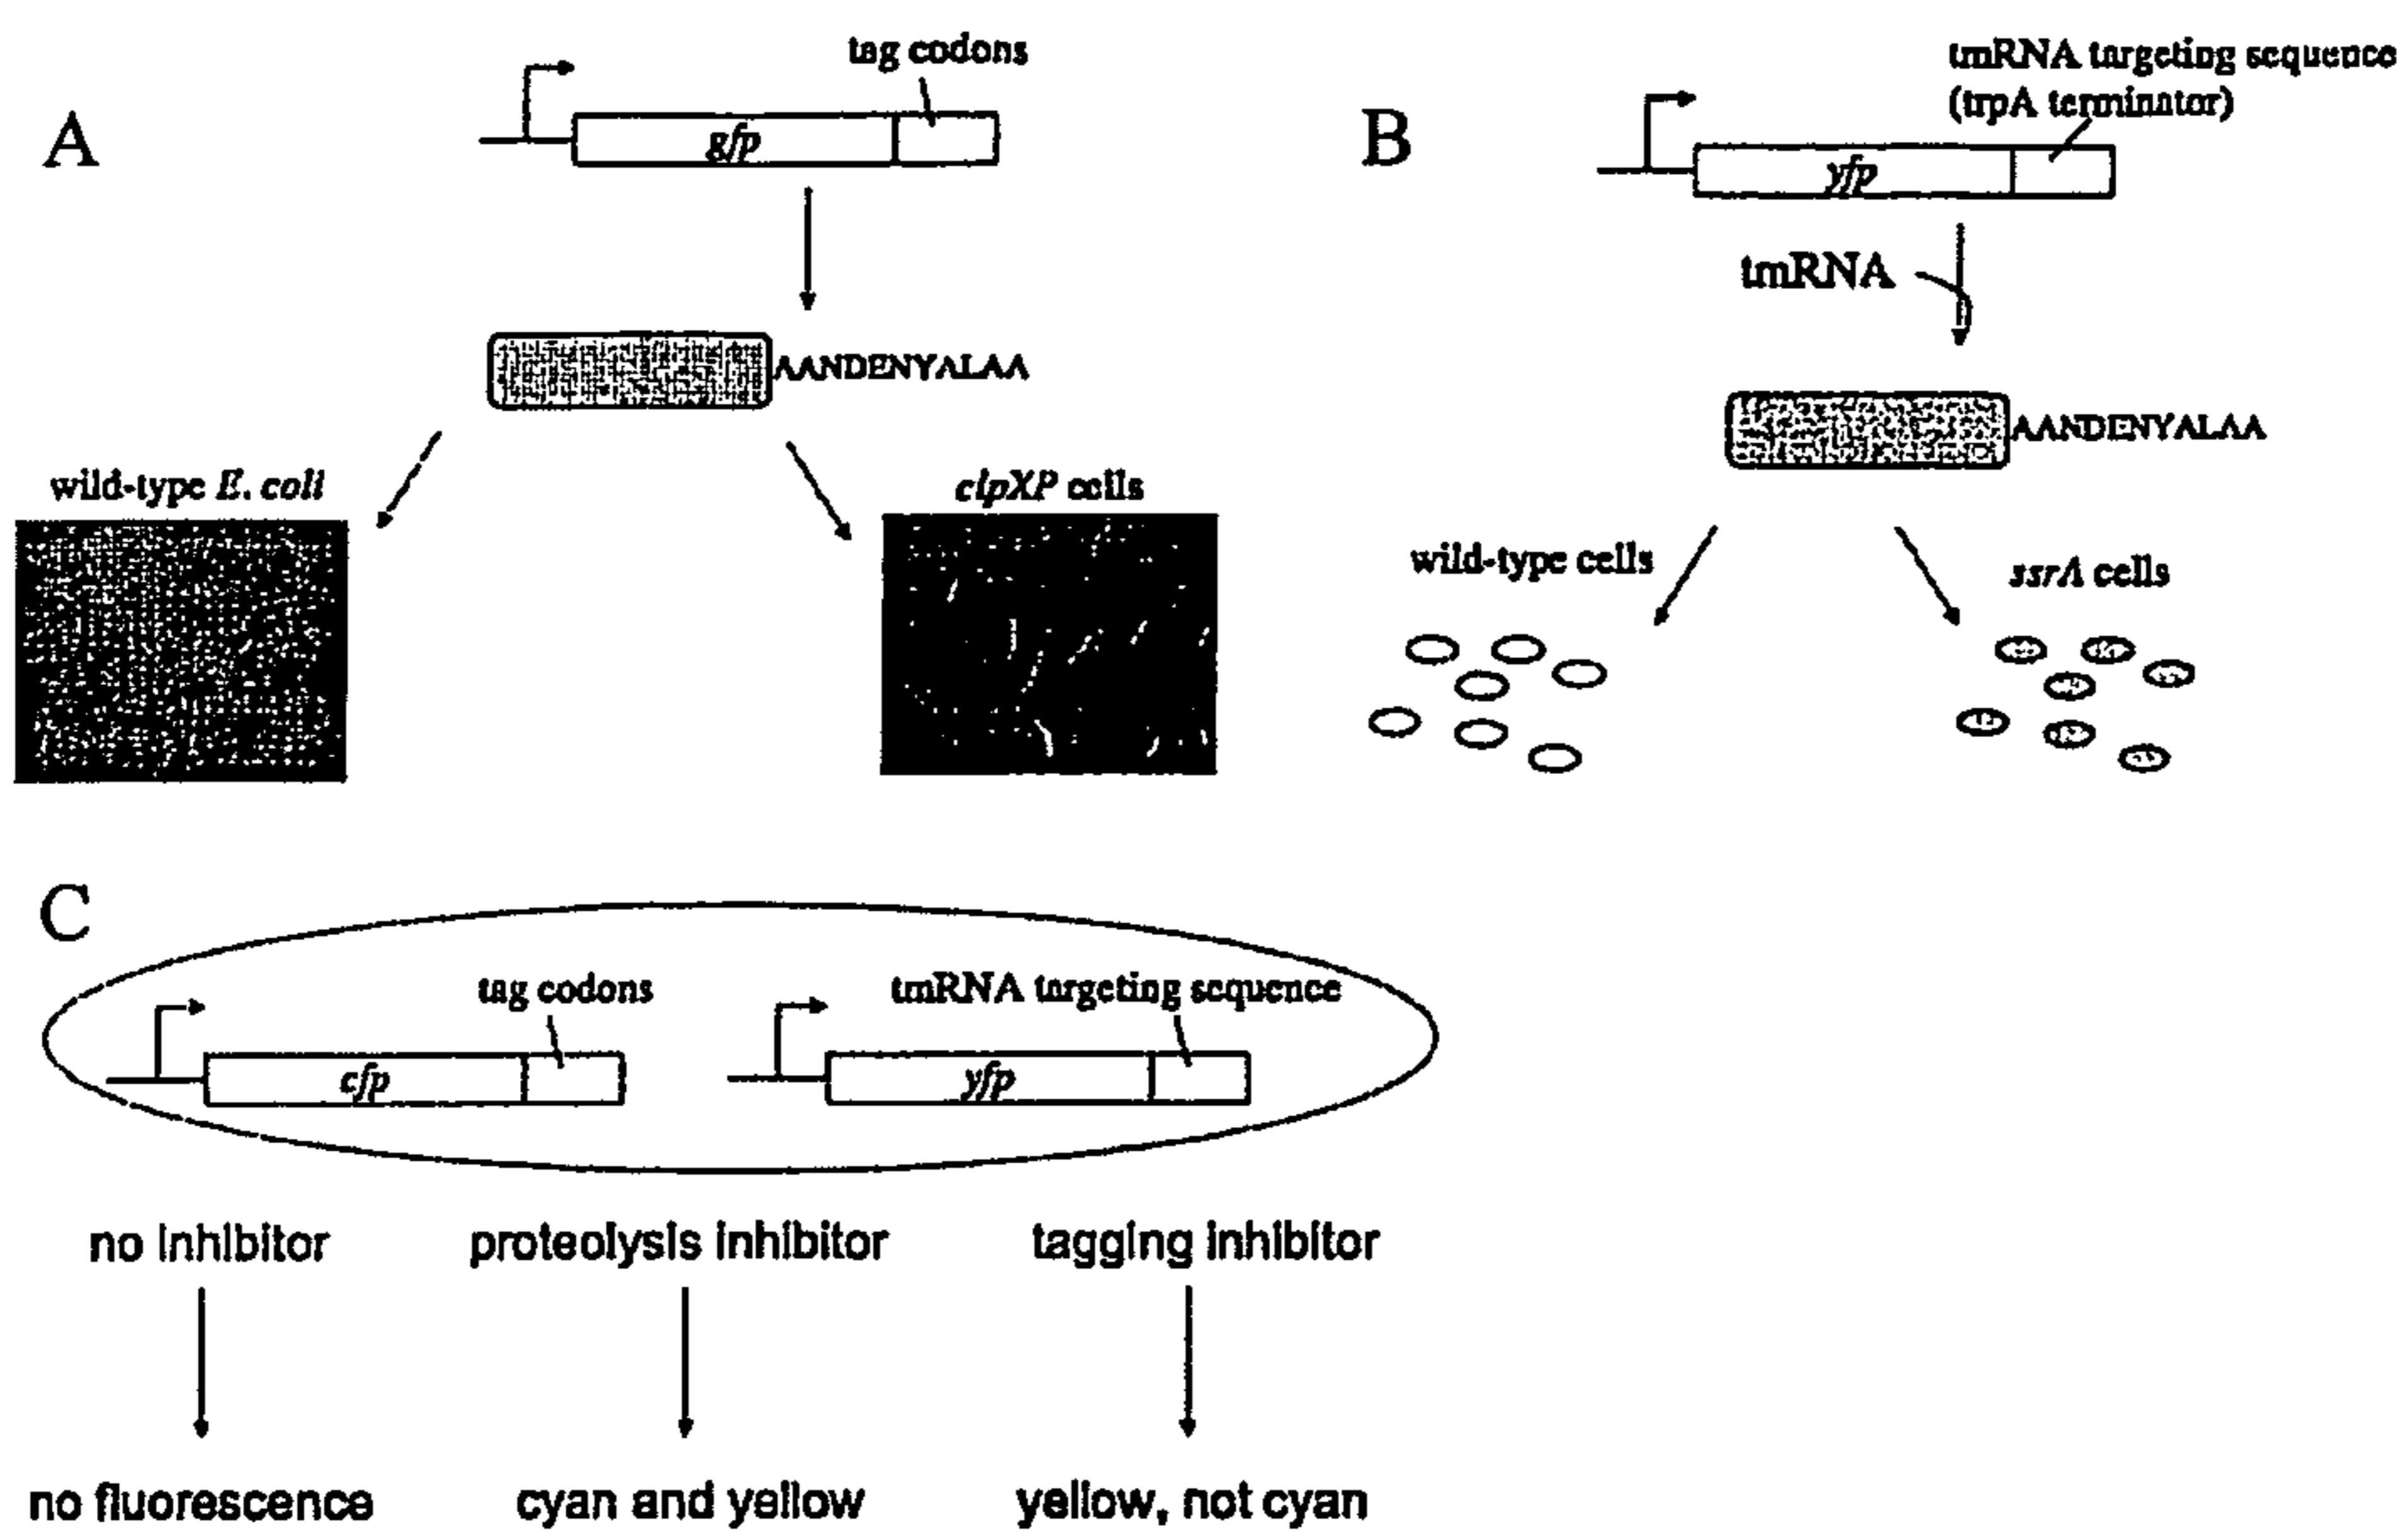 A
tag codons
gfp
AANDENYALAA
wild-type E. coli
clpXP cells
B
tmRNA targeting sequence
(trpA terminator)
yfp
tmRNA
AANDENYALAA
wild-type cells
ssrA cells
C
tag codons
tmRNA targeting sequence
cfp
yfp
no inhibitor
proteolysis inhibitor
tagging inhibitor
no fluorescence
cyan and yellow
yellow, not cyan